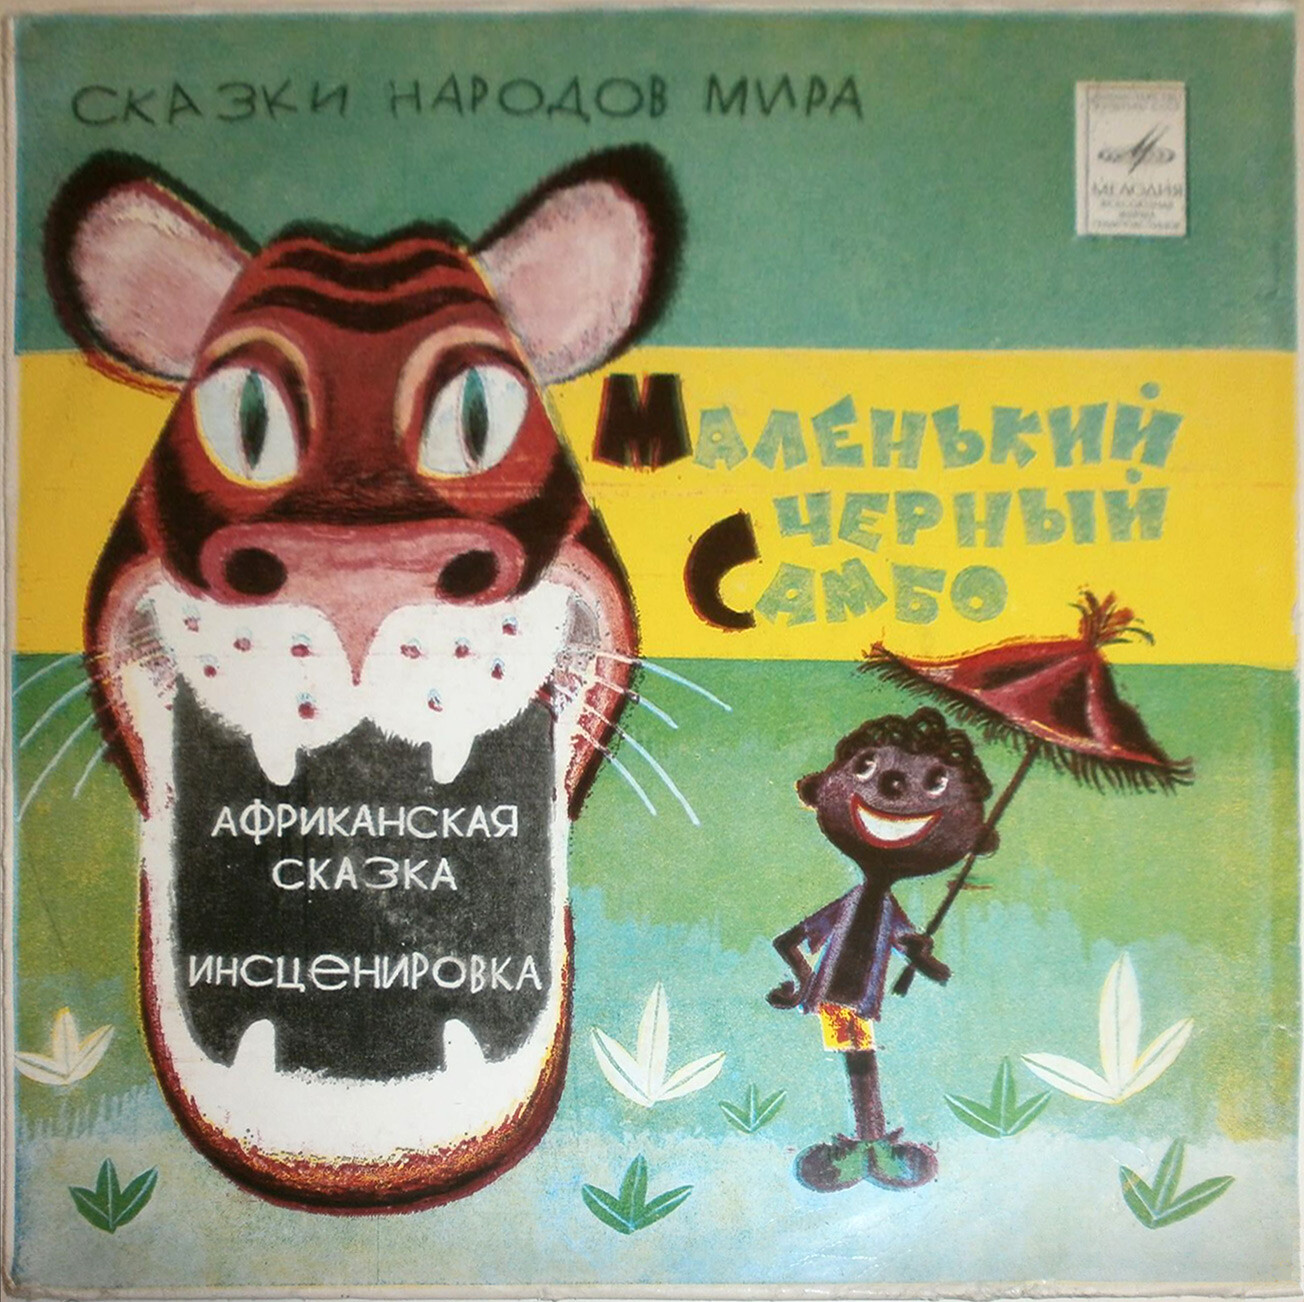 СКАЗКИ НАРОДОВ МИРА
МЕЛОДИЯ
МАЛЕНЬКИЙ
ЧЕРНЫЙ
САМБО
АФРИКАНСКАЯ
СКАЗКА
ИНСЦЕНИРОВКА